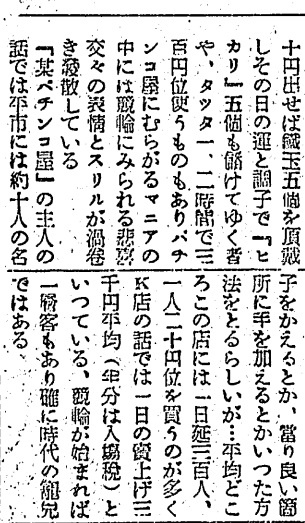 十円出せば鐵玉五個を頂戴
しその日の運と調子で『ヒ
カリ』五個も儲けてゆく者
や、タッタ一、二時間で三
百円位使うものもありパチ
ンコ屋にむらがるマニアの
中には競輪にみられる悲喜
交々の表情とスリルが渦巻
き發散している
『某パチンコ屋』の主人の
話では平市には約十人の名
子をかえるとか、當り良い箇
所に手を加えるとかいつた方
法をとるらしいが…平均どこ
ろこの店には一日延三百人、
一人二十円位を買うのが多く
K店の話では一日の賣上げ三
千円平均（半分は入場税）と
いつている、競輪が始まれば
一層客もあり確に時代の寵児
ではある